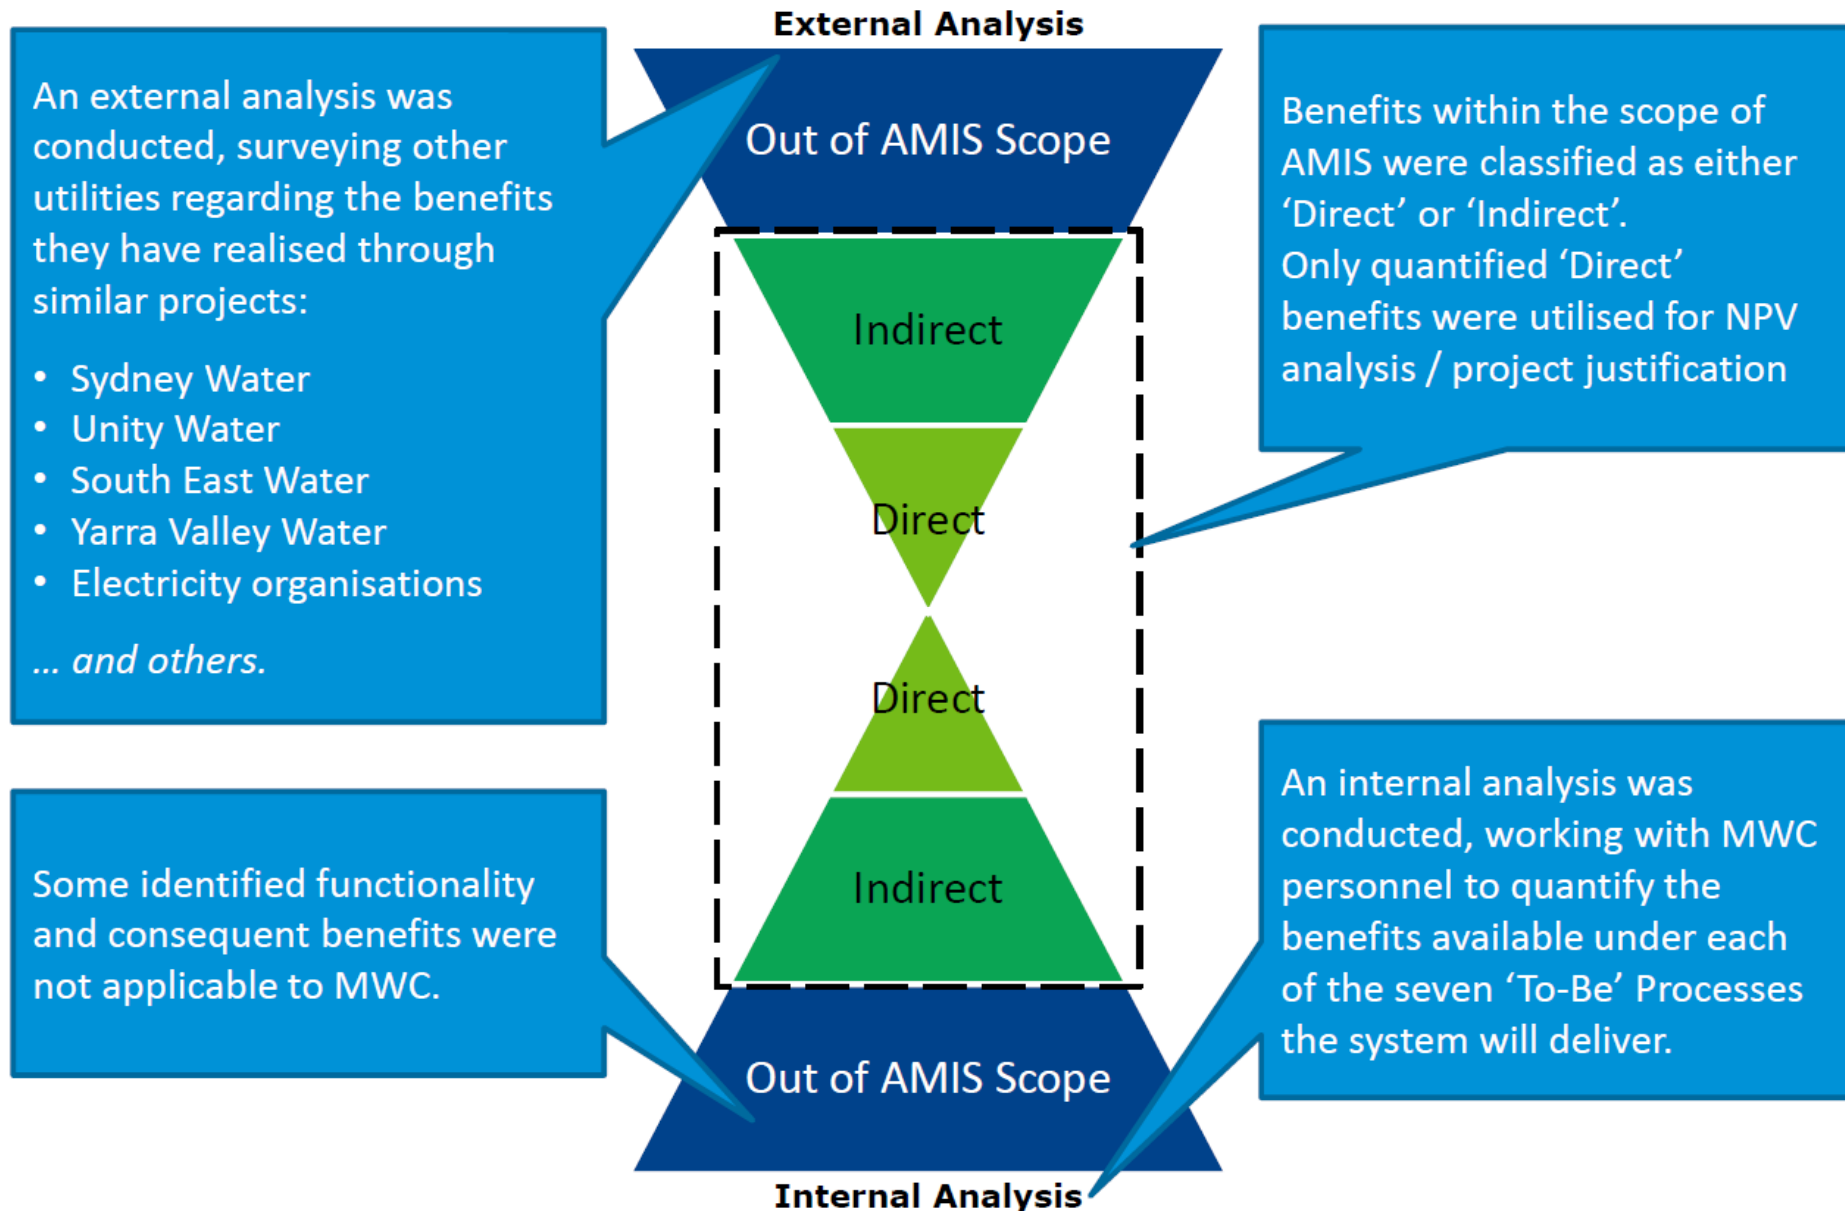 External Analysis
An external analysis was
conducted, surveying other
utilities regarding the benefits
they have realised through
similar projects:
• Sydney Water
• Unity Water
• South East Water
• Yarra Valley Water
• Electricity organisations
... and others.
Out of AMIS Scope
Benefits within the scope of
AMIS were classified as either
‘Direct’ or ‘Indirect’.
Only quantified ‘Direct’
benefits were utilised for NPV
analysis / project justification
Indirect
Direct
Direct
Indirect
Some identified functionality
and consequent benefits were
not applicable to MWC.
Out of AMIS Scope
An internal analysis was
conducted, working with MWC
personnel to quantify the
benefits available under each
of the seven ‘To-Be’ Processes
the system will deliver.
Internal Analysis